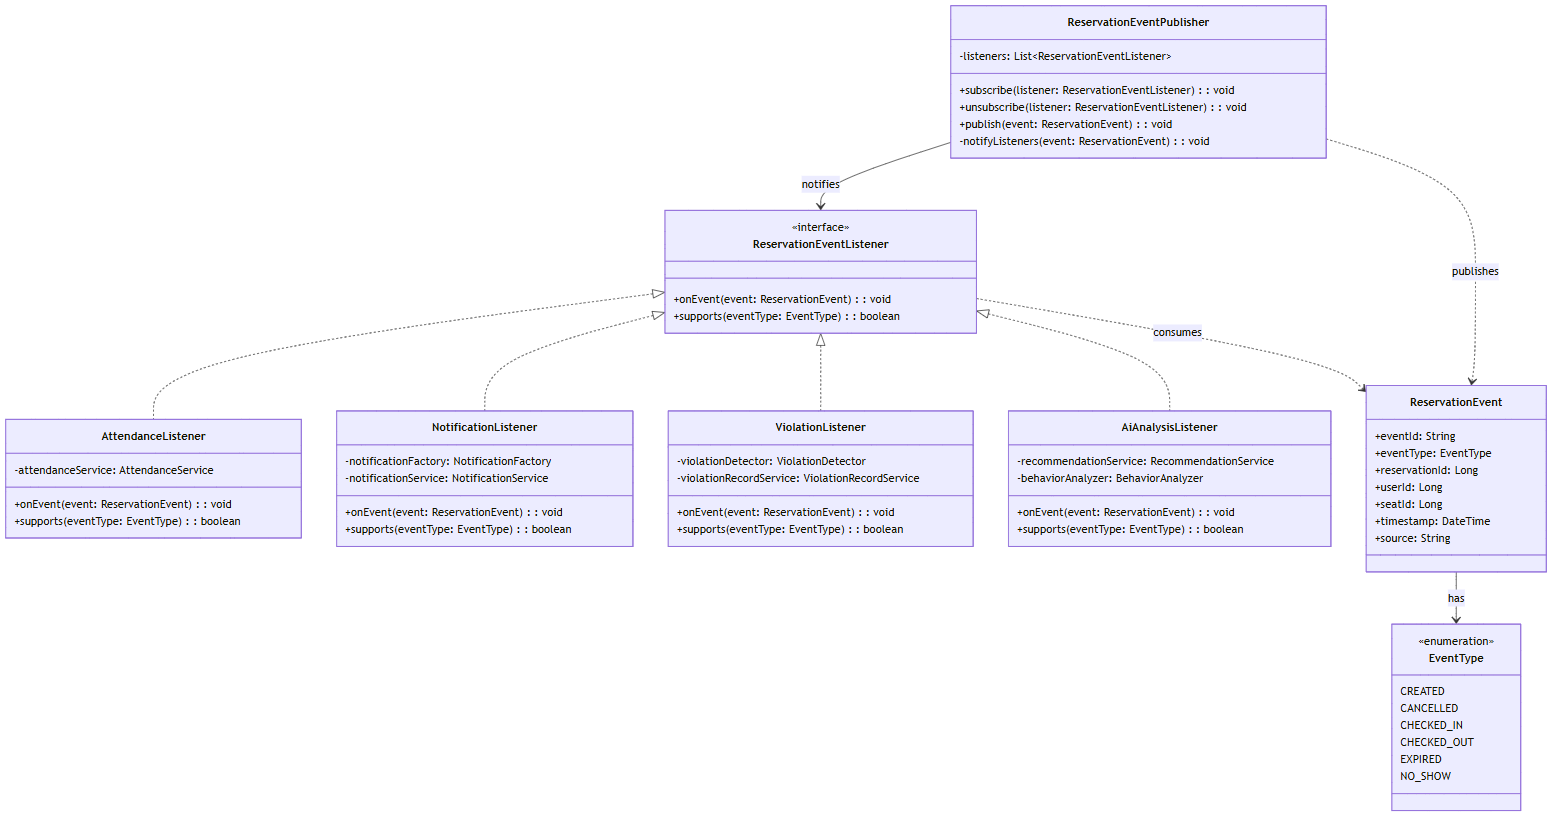 ReservationEventPublisher
-listeners: List<ReservationEventListener>
+subscribe(listener: ReservationEventListener) : : void
+unsubscribe(listener: ReservationEventListener) : : void
+publish(event: ReservationEvent) : : void
-notifyListeners(event: ReservationEvent) : : void
notifies
publishes
«interface»
ReservationEventListener
+onEvent(event: ReservationEvent) : : void
+supports(eventType: EventType) : : boolean
consumes
AttendanceListener
-attendanceService: AttendanceService
+onEvent(event: ReservationEvent) : : void
+supports(eventType: EventType) : : boolean
NotificationListener
-notificationFactory: NotificationFactory
-notificationService: NotificationService
+onEvent(event: ReservationEvent) : : void
+supports(eventType: EventType) : : boolean
ViolationListener
-violationDetector: ViolationDetector
-violationRecordService: ViolationRecordService
+onEvent(event: ReservationEvent) : : void
+supports(eventType: EventType) : : boolean
AiAnalysisListener
-recommendationService: RecommendationService
-behaviorAnalyzer: BehaviorAnalyzer
+onEvent(event: ReservationEvent) : : void
+supports(eventType: EventType) : : boolean
ReservationEvent
+eventId: String
+eventType: EventType
+reservationId: Long
+userId: Long
+seatId: Long
+timestamp: DateTime
+source: String
has
«enumeration»
EventType
CREATED
CANCELLED
CHECKED_IN
CHECKED_OUT
EXPIRED
NO_SHOW